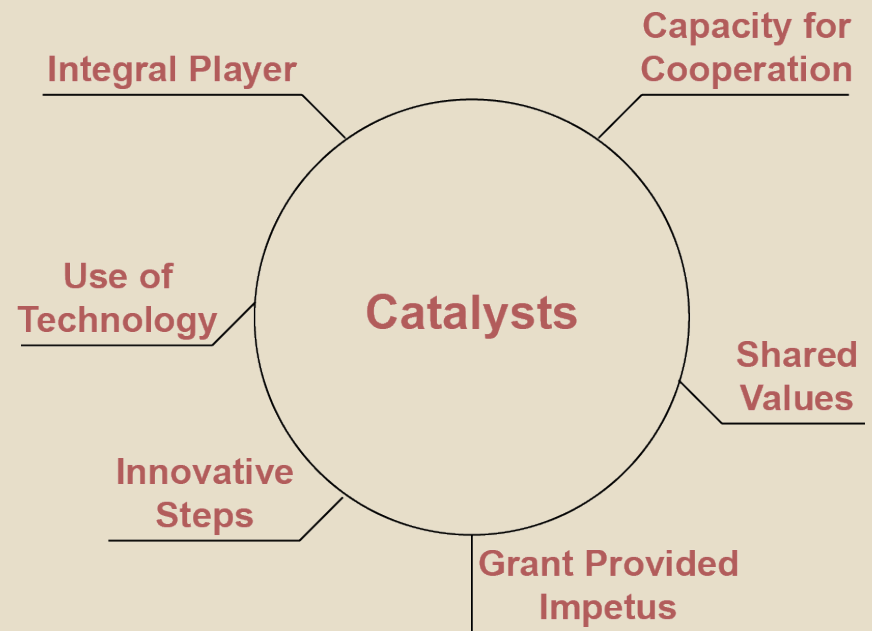 Capacity for
Cooperation
Integral Player
Use of
Technology
Catalysts
Shared
Values
Innovative
Steps
Grant Provided
Impetus